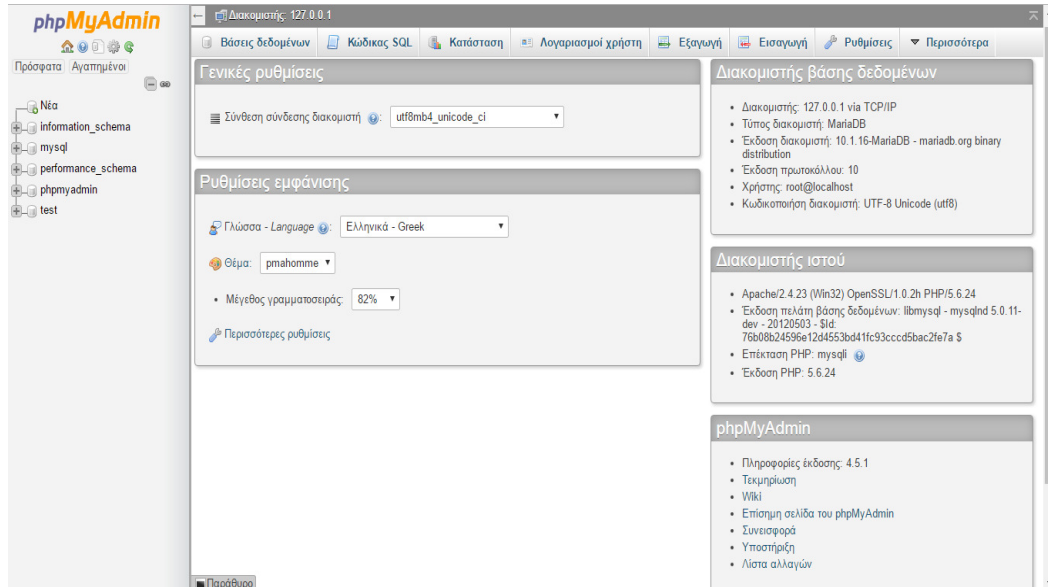 phpMyAdmin
Πρόσφατα Αγαπημένοι
Νέα
information_schema
mysql
performance_schema
phpmyadmin
test
Διακομιστής: 127.0.0.1
Βάσεις δεδομένων Κώδικας SQL Κατάσταση Λογαριασμοί χρήστη Εξαγωγή Εισαγωγή Ρυθμίσεις Περισσότερα
Γενικές ρυθμίσεις
Σύνθεση σύνδεσης διακομιστή : utf8mb4_unicode_ci
Ρυθμίσεις εμφάνισης
Γλώσσα - Language : Ελληνικά - Greek
Θέμα: pmahomme
Μέγεθος γραμματοσειράς: 82%
Περισσότερες ρυθμίσεις
Διακομιστής βάσης δεδομένων
Διακομιστής: 127.0.0.1 via TCP/IP
Τύπος διακομιστή: MariaDB
Έκδοση διακομιστή: 10.1.16-MariaDB - mariadb.org binary
distribution
Έκδοση πρωτοκόλλου: 10
Χρήστης: root@localhost
Κωδικοποίηση διακομιστή: UTF-8 Unicode (utf8)
Διακομιστής ιστού
Apache/2.4.23 (Win32) OpenSSL/1.0.2h PHP/5.6.24
Έκδοση πελάτη βάσης δεδομένων: libmysql - mysqlnd 5.0.11-
dev - 20120503 - $Id:
76b08b24596e12d4553bd41fc93cccd5bac2fe7a $
Επέκταση PHP: mysqli
Έκδοση PHP: 5.6.24
phpMyAdmin
Πληροφορίες έκδοσης: 4.5.1
Τεκμηρίωση
Wiki
Επίσημη σελίδα του phpMyAdmin
Συνεισφορά
Υποστήριξη
Λίστα αλλαγών
Παράθυρο